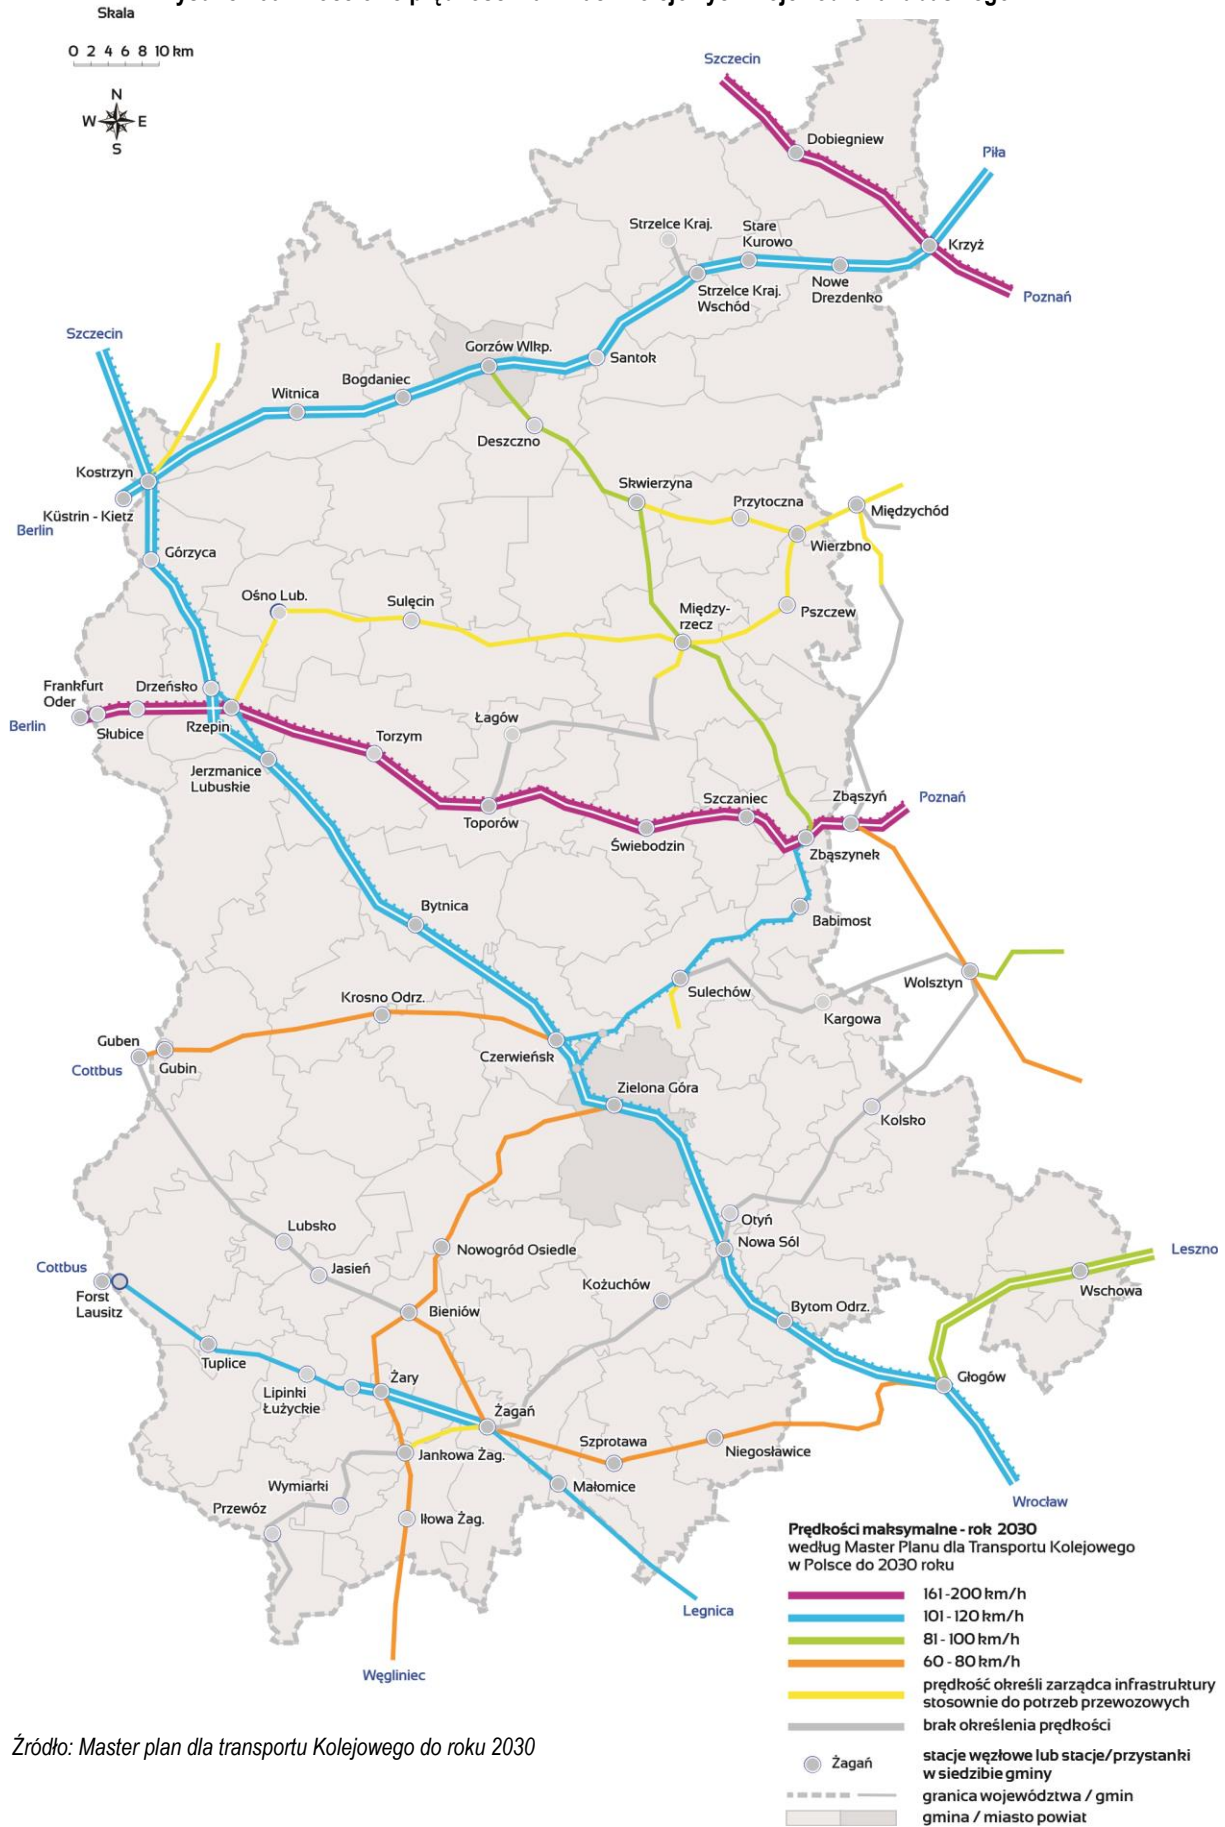 Skala
0 2 4 6 8 10 km
N
W E
S
Szczecin
Dobiegniew
Piła
Strzelce Kraj.
Stare
Kurowo
Krzyż
Strzelce Kraj.
Wschód
Nowe
Drezdenko
Poznań
Szczecin
Gorzów Wlkp.
Santok
Bogdaniec
Witnica
Deszczno
Kostrzyn
Skwierzyna
Przytoczna
Międzychód
Küstrin - Kietz
Berlin
Wierzbno
Górzyca
Ośno Lub.
Sulęcin
Pszczew
Między-
rzecz
Frankfurt
Oder
Drzeńsko
Berlin
Słubice
Rzepin
Łagów
Torzym
Jerzmanice
Lubuskie
Toporów
Szczaniec
Zbąszyń
Poznań
Świebodzin
Zbąszynek
Babimost
Bytnica
Sulechów
Wolsztyn
Krosno Odrz.
Kargowa
Guben
Gubin
Cottbus
Czerwieńsk
Zielona Góra
Kolsko
Otyń
Lubsko
Nowogród Osiedle
Nowa Sól
Leszno
Cottbus
Jasień
Forst
Lausitz
Kożuchów
Wschowa
Bieniów
Bytom Odrz.
Tuplice
Lipinki
Łużyckie
Żary
Głogów
Żagań
Szprotawa
Niegosławice
Jankowa Żag.
Wymiarki
Małomice
Przewóz
Iłowa Żag.
Wrocław
Legnica
Węgliniec
Prędkości maksymalne - rok 2030
według Master Planu dla Transportu Kolejowego
w Polsce do 2030 roku
161 -200 km/h
101 - 120 km/h
81 - 100 km/h
60 - 80 km/h
prędkość określi zarządca infrastruktury
stosownie do potrzeb przewozowych
brak określenia prędkości
Żagań
stacje węzłowe lub stacje/przystanki
w siedzibie gminy
granica województwa / gmin
gmina / miasto powiat
Źródło: Master plan dla transportu Kolejowego do roku 2030